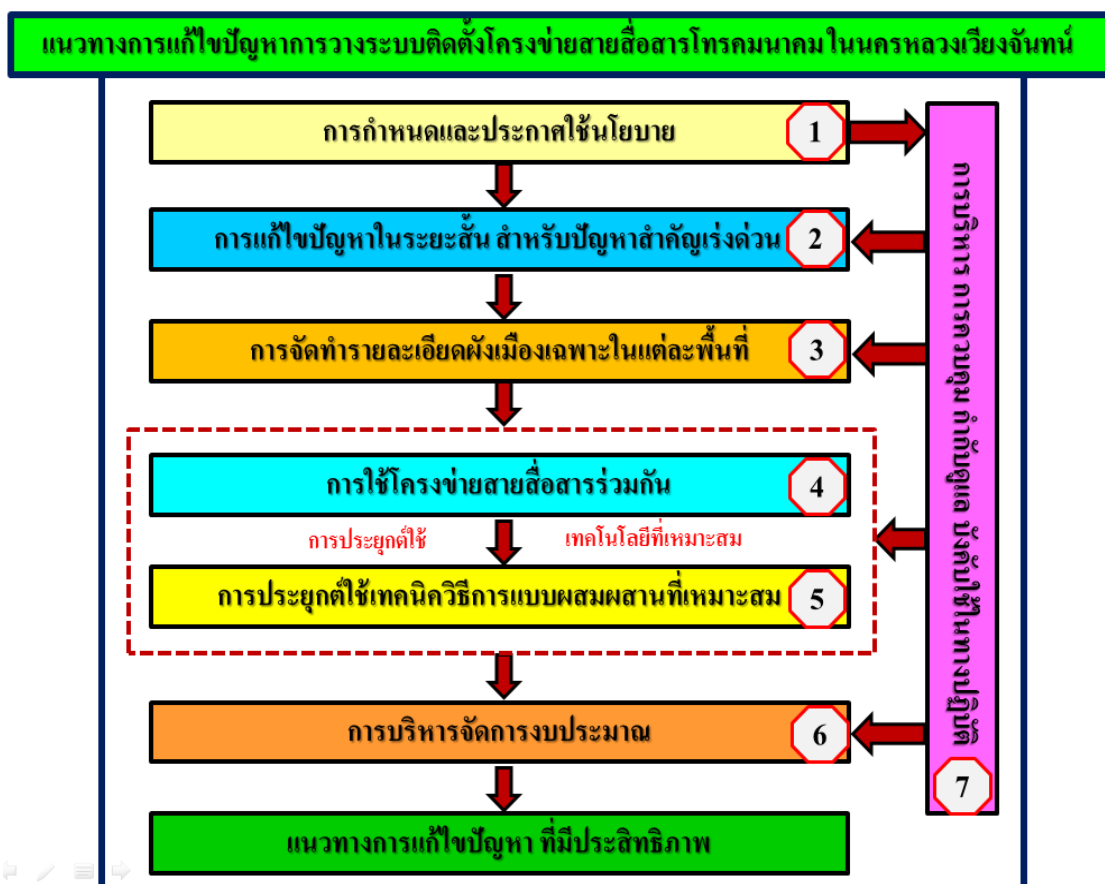 แนวทางการแก้ไขปัญหาการวางระบบติดตั้งโครงข่ายสายสื่อสารโทรคมนาคม ในนครหลวงเวียงจันทน์
การกำหนดและประกาศใช้นโยบาย
1
การแก้ไขปัญหาในระยะสั้น สำหรับปัญหาสำคัญเร่งด่วน
2
การจัดทำรายละเอียดผังเมืองเฉพาะในแต่ละพื้นที่
3
การใช้โครงข่ายสายสื่อสารร่วมกัน
4
การประยุกต์ใช้ เทคโนโลยีที่เหมาะสม
การประยุกต์ใช้เทคนิควิธีการแบบผสมผสานที่เหมาะสม
5
การบริหารจัดการงบประมาณ
6
แนวทางการแก้ไขปัญหา ที่มีประสิทธิภาพ
การบริหาร การควบคุม กำกับดูแล บังคับใช้ในทางปฏิบัติ
7